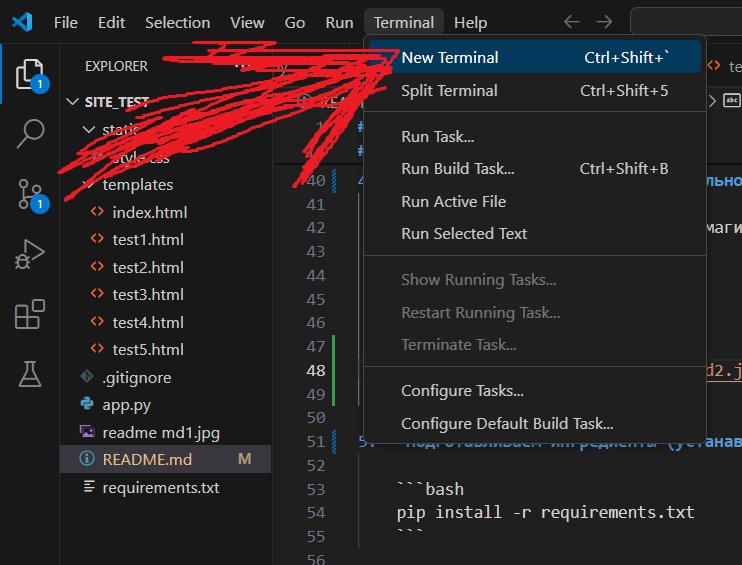 File Edit Selection View Go Run Terminal Help
EXPLORER
New Terminal Ctrl+Shift+`
Split Terminal Ctrl+Shift+5
Run Task...
Run Build Task... Ctrl+Shift+B
Run Active File
Run Selected Text
Show Running Tasks...
Restart Running Task...
Terminate Task...
Configure Tasks...
Configure Default Build Task...
SITE_TEST
static
style.css
templates
index.html
test1.html
test2.html
test3.html
test4.html
test5.html
.gitignore
app.py
readme md1.jpg
README.md M
requirements.txt
1
1
te
abc
#
#
40 4
41
42
43
44
45
46
47
48 d2.j
49
50
51 5. Подготавливаем ингредиенты (устанав
52
53 ```bash
54 pip install -r requirements.txt
55 ```
56